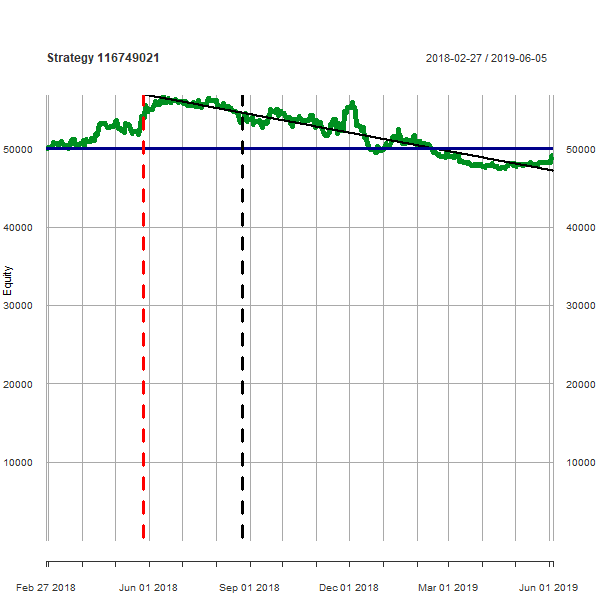 Strategy 116749021
2018-02-27 / 2019-06-05
50000
50000
40000
40000
Equity
30000
30000
20000
20000
10000
10000
Feb 27 2018
Jun 01 2018
Sep 01 2018
Dec 01 2018
Mar 01 2019
Jun 01 2019